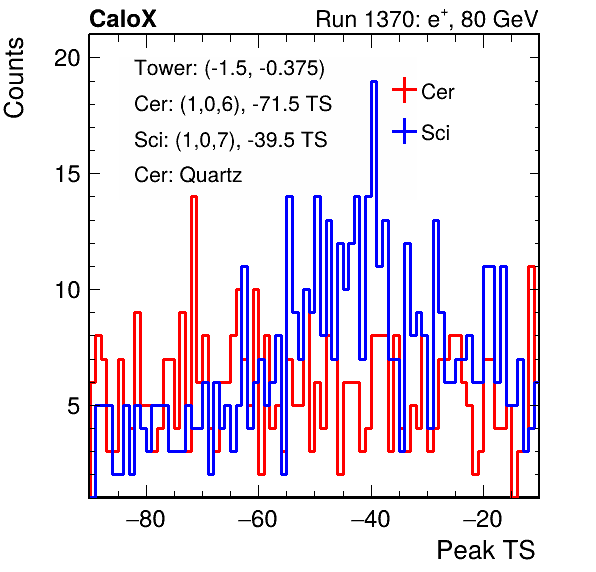 CaloX Run 1370: e⁺, 80 GeV
Counts
20
15
10
5
Tower: (-1.5, -0.375)
Cer: (1,0,6), -71.5 TS
Sci: (1,0,7), -39.5 TS
Cer: Quartz
Cer
Sci
−80 −60 −40 −20
Peak TS